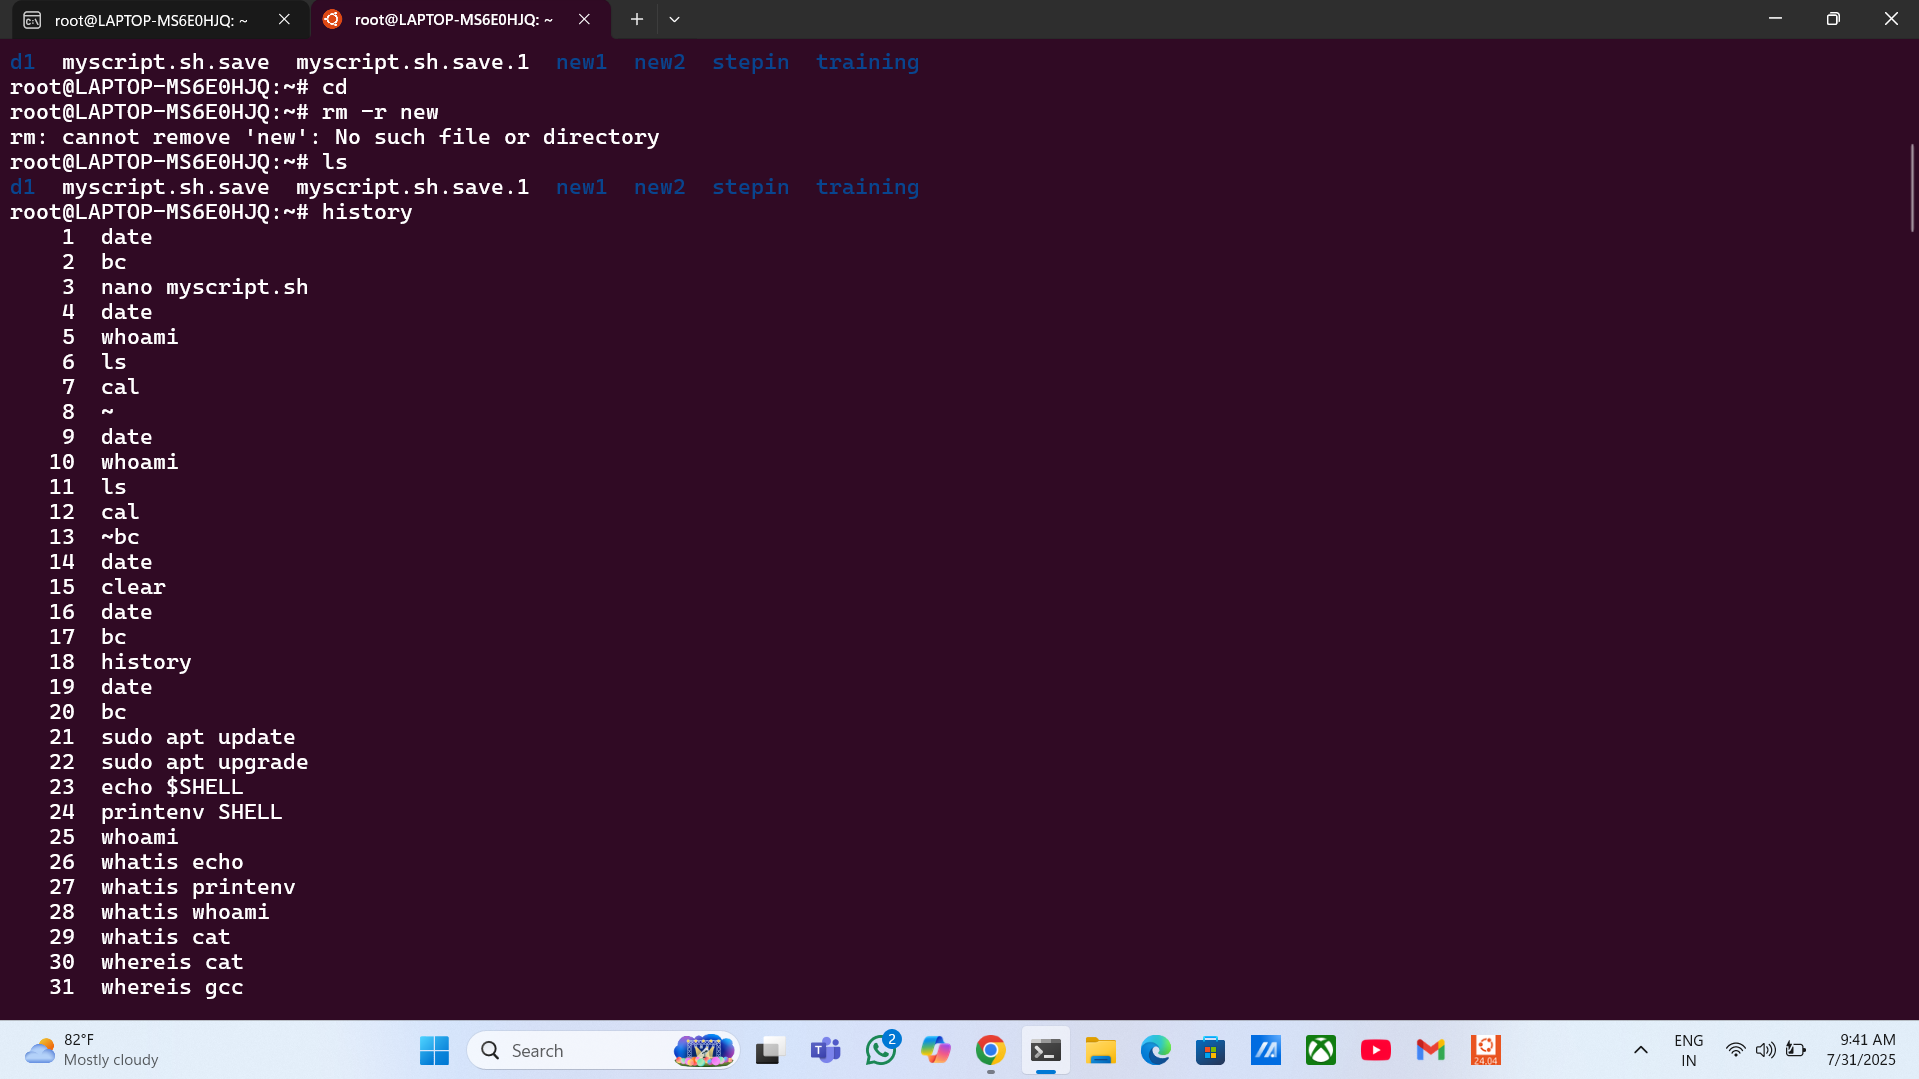 root@LAPTOP-MS6E0HJQ: ~ root@LAPTOP-MS6E0HJQ: ~
d1  myscript.sh.save  myscript.sh.save.1  new1  new2  stepin  training
root@LAPTOP-MS6E0HJQ:~# cd
root@LAPTOP-MS6E0HJQ:~# rm -r new
rm: cannot remove 'new': No such file or directory
root@LAPTOP-MS6E0HJQ:~# ls
d1  myscript.sh.save  myscript.sh.save.1  new1  new2  stepin  training
root@LAPTOP-MS6E0HJQ:~# history
1  date
2  bc
3  nano myscript.sh
4  date
5  whoami
6  ls
7  cal
8  ~
9  date
10  whoami
11  ls
12  cal
13  ~bc
14  date
15  clear
16  date
17  bc
18  history
19  date
20  bc
21  sudo apt update
22  sudo apt upgrade
23  echo $SHELL
24  printenv SHELL
25  whoami
26  whatis echo
27  whatis printenv
28  whatis whoami
29  whatis cat
30  whereis cat
31  whereis gcc
82°F
Mostly cloudy
Search
2
24.04
ENG
IN
9:41 AM
7/31/2025